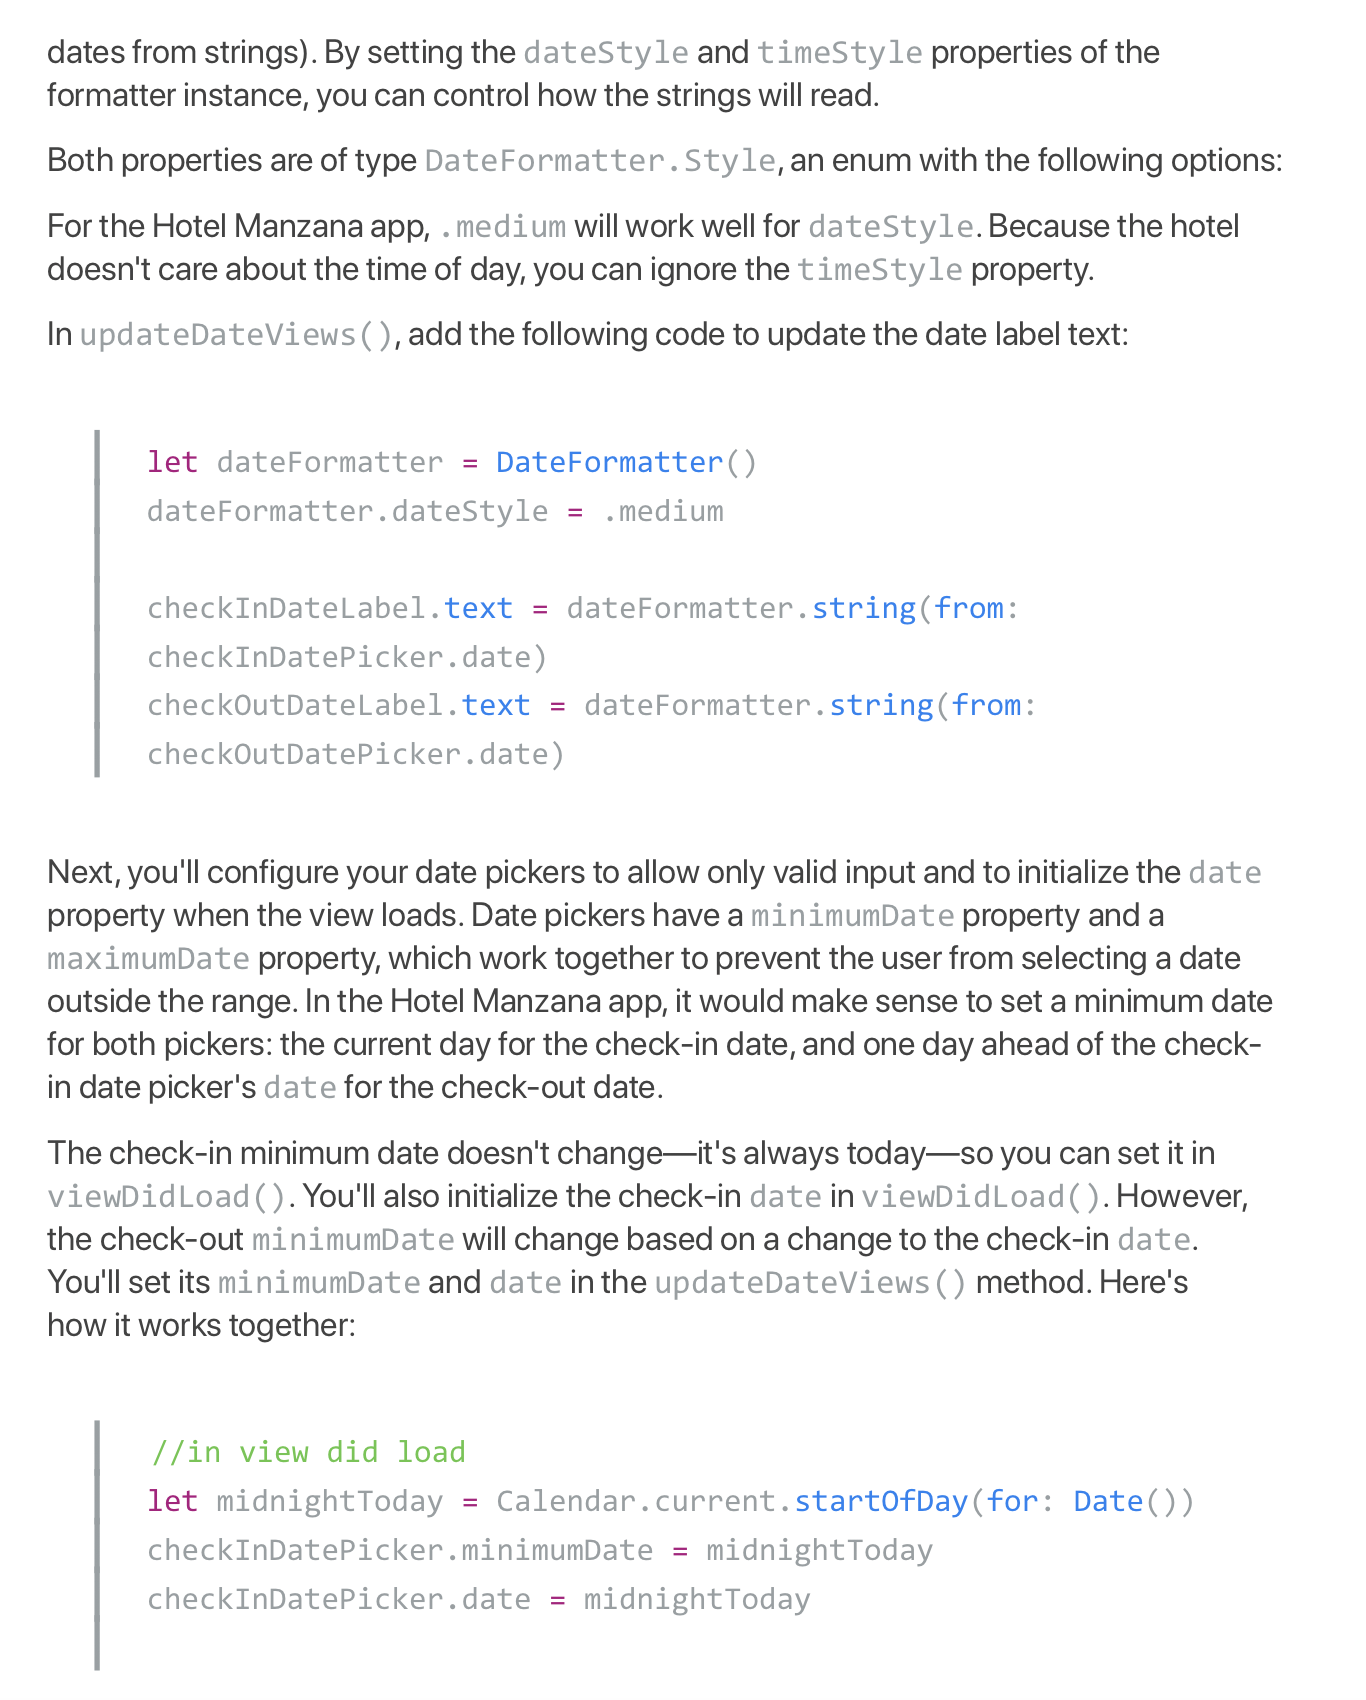 dates from strings). By setting the dateStyle and timeStyle properties of the
formatter instance, you can control how the strings will read.
Both properties are of type DateFormatter.Style, an enum with the following options:
For the Hotel Manzana app, .medium will work well for dateStyle. Because the hotel
doesn't care about the time of day, you can ignore the timeStyle property.
In updateDateViews(), add the following code to update the date label text:
let dateFormatter = DateFormatter()
dateFormatter.dateStyle = .medium
checkInDateLabel.text = dateFormatter.string(from:
checkInDatePicker.date)
checkOutDateLabel.text = dateFormatter.string(from:
checkOutDatePicker.date)
Next, you'll configure your date pickers to allow only valid input and to initialize the date
property when the view loads. Date pickers have a minimumDate property and a
maximumDate property, which work together to prevent the user from selecting a date
outside the range. In the Hotel Manzana app, it would make sense to set a minimum date
for both pickers: the current day for the check-in date, and one day ahead of the check-
in date picker's date for the check-out date.
The check-in minimum date doesn't change—it's always today—so you can set it in
viewDidLoad(). You'll also initialize the check-in date in viewDidLoad(). However,
the check-out minimumDate will change based on a change to the check-in date.
You'll set its minimumDate and date in the updateDateViews() method. Here's
how it works together:
//in view did load
let midnightToday = Calendar.current.startOfDay(for: Date())
checkInDatePicker.minimumDate = midnightToday
checkInDatePicker.date = midnightToday